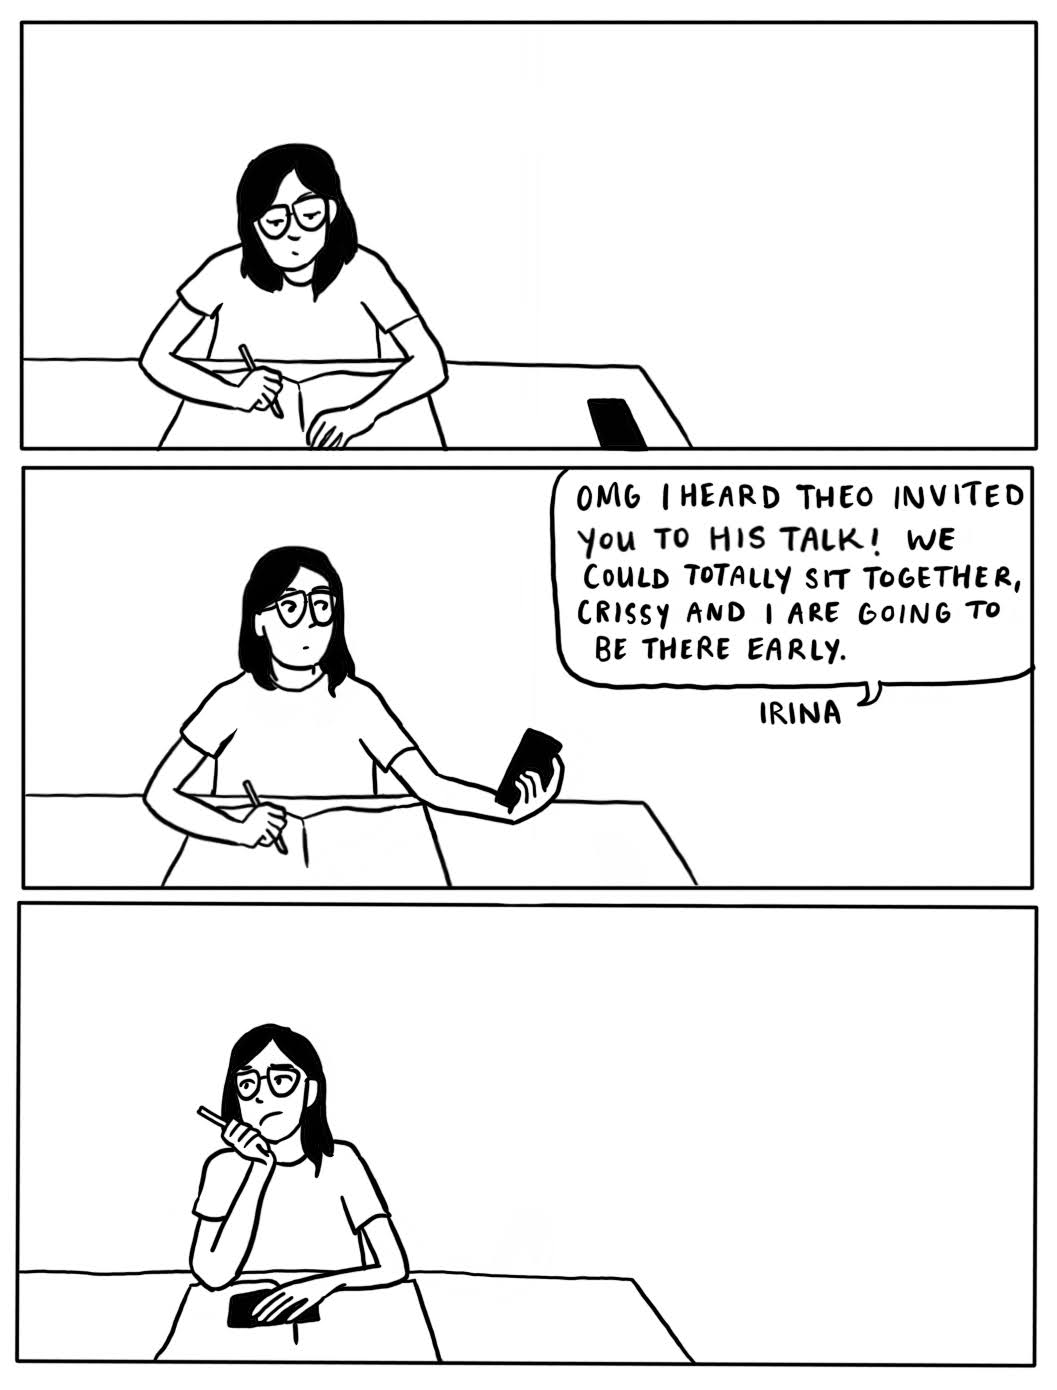 OMG I HEARD THEO INVITED
YOU TO HIS TALK! WE
COULD TOTALLY SIT TOGETHER,
CRISSY AND I ARE GOING TO
BE THERE EARLY.
IRINA